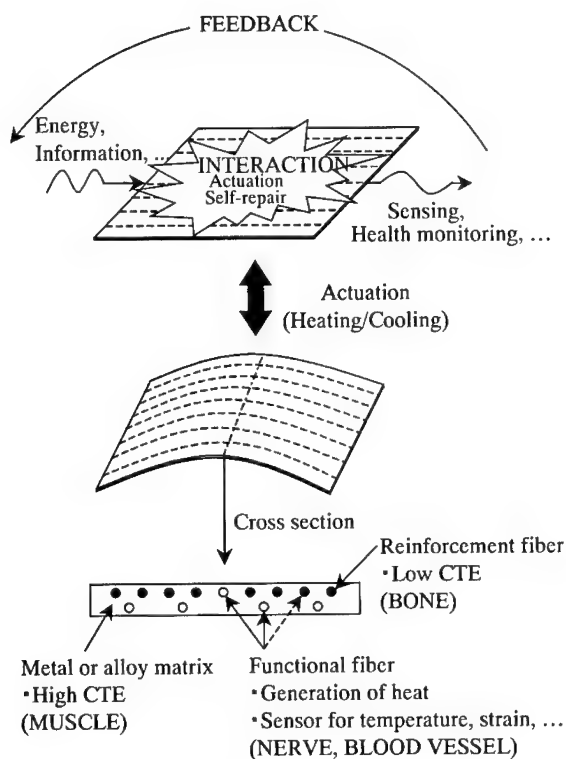 FEEDBACK
Energy,
Information, ...
INTERACTION
Actuation
Self-repair
Sensing,
Health monitoring, ...
Actuation
(Heating/Cooling)
Cross section
Reinforcement fiber
・Low CTE
(BONE)
Metal or alloy matrix
・High CTE
(MUSCLE)
Functional fiber
・Generation of heat
・Sensor for temperature, strain, ...
(NERVE, BLOOD VESSEL)